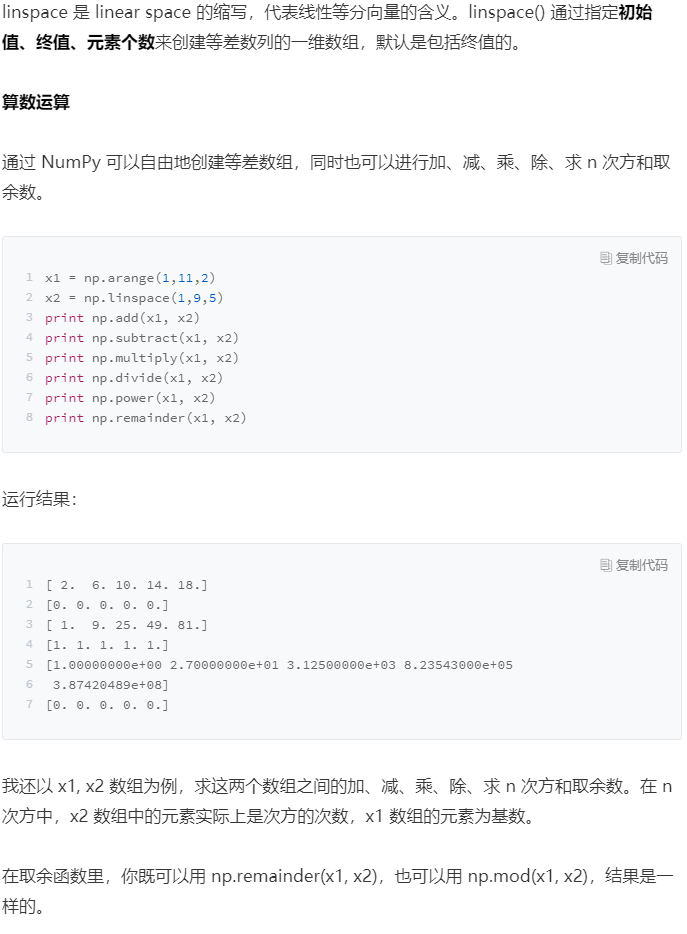 linspace 是 linear space 的缩写，代表线性等分向量的含义。linspace() 通过指定初始
值、终值、元素个数来创建等差数列的一维数组，默认是包括终值的。
算数运算
通过 NumPy 可以自由地创建等差数组，同时也可以进行加、减、乘、除、求 n 次方和取
余数。
复制代码
1 x1 = np.arange(1,11,2)
2 x2 = np.linspace(1,9,5)
3 print np.add(x1, x2)
4 print np.subtract(x1, x2)
5 print np.multiply(x1, x2)
6 print np.divide(x1, x2)
7 print np.power(x1, x2)
8 print np.remainder(x1, x2)
运行结果：
复制代码
1 [ 2.  6. 10. 14. 18.]
2 [0. 0. 0. 0. 0.]
3 [ 1.  9. 25. 49. 81.]
4 [1. 1. 1. 1. 1.]
5 [1.00000000e+00 2.70000000e+01 3.12500000e+03 8.23543000e+05
6  3.87420489e+08]
7 [0. 0. 0. 0. 0.]
我还以 x1, x2 数组为例，求这两个数组之间的加、减、乘、除、求 n 次方和取余数。在 n
次方中，x2 数组中的元素实际上是次方的次数，x1 数组的元素为基数。
在取余函数里，你既可以用 np.remainder(x1, x2)，也可以用 np.mod(x1, x2)，结果是一
样的。